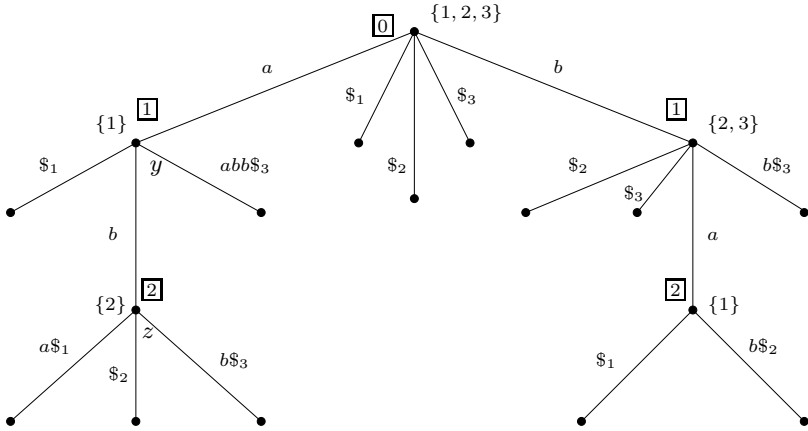 0 {1, 2, 3}
a b
$₁ $₃
1 1
{1} {2, 3}
$₁ y abb$₃ $₂ $₂ $₃ b$₃
b a
2 2
{2} {1}
z
a$₁ $₂ b$₃ $₁ b$₂